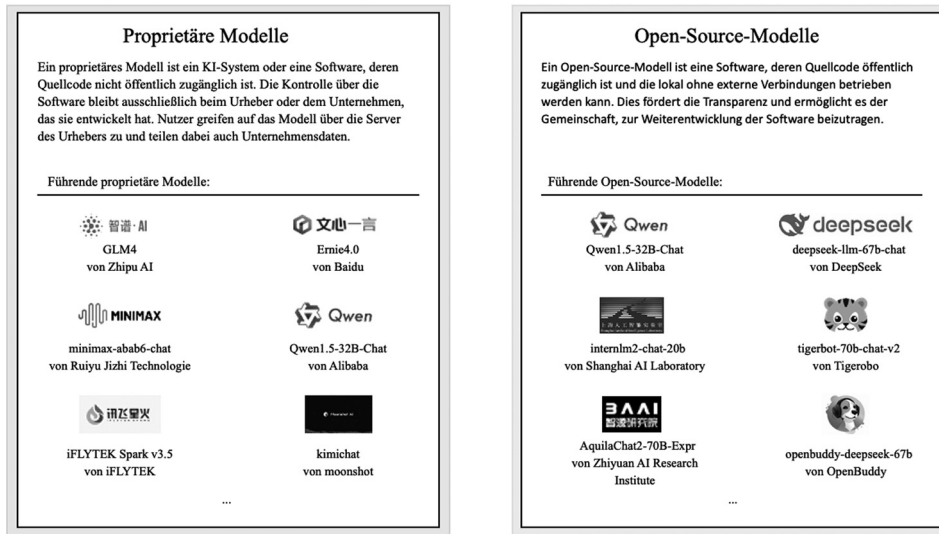 Proprietäre Modelle
Ein proprietäres Modell ist ein KI-System oder eine Software, deren
Quellcode nicht öffentlich zugänglich ist. Die Kontrolle über die
Software bleibt ausschließlich beim Urheber oder dem Unternehmen,
das sie entwickelt hat. Nutzer greifen auf das Modell über die Server
des Urhebers zu und teilen dabei auch Unternehmensdaten.
Führende proprietäre Modelle:
智谱·AI
GLM4
von Zhipu AI
文心一言
Ernie4.0
von Baidu
MINIMAX
minimax-abab6-chat
von Ruiyu Jizhi Technologie
Qwen
Qwen1.5-32B-Chat
von Alibaba
讯飞星火
iFLYTEK Spark v3.5
von iFLYTEK
Moonshot AI
kimichat
von moonshot
...
Open-Source-Modelle
Ein Open-Source-Modell ist eine Software, deren Quellcode öffentlich
zugänglich ist und die lokal ohne externe Verbindungen betrieben
werden kann. Dies fördert die Transparenz und ermöglicht es der
Gemeinschaft, zur Weiterentwicklung der Software beizutragen.
Führende Open-Source-Modelle:
Qwen
Qwen1.5-32B-Chat
von Alibaba
deepseek
deepseek-llm-67b-chat
von DeepSeek
internlm2-chat-20b
von Shanghai AI Laboratory
tigerbot-70b-chat-v2
von Tigerobo
BAAI
智源研究院
AquilaChat2-70B-Expr
von Zhiyuan AI Research
Institute
openbuddy-deepseek-67b
von OpenBuddy
...